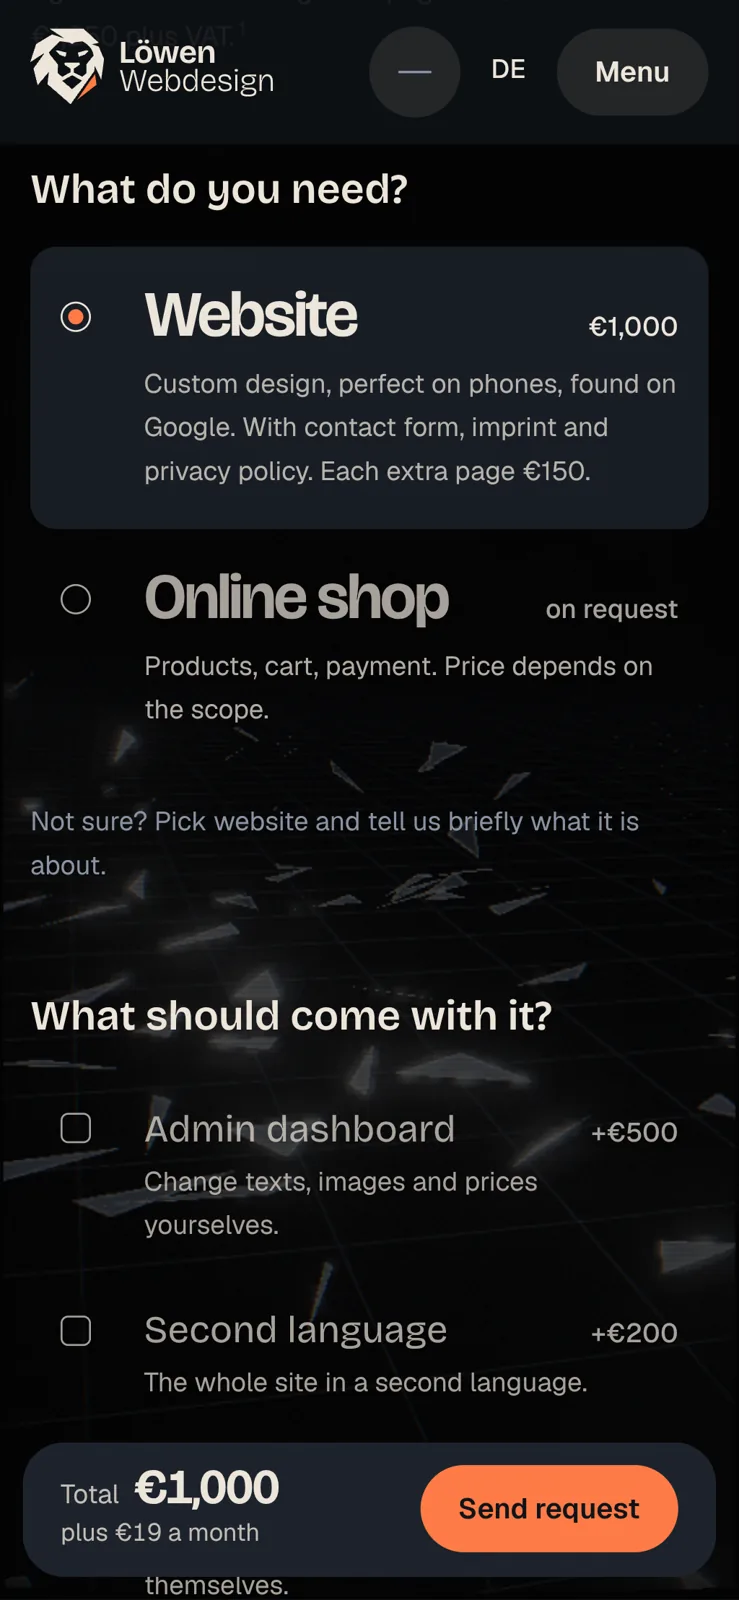 plus VAT.¹
Löwen
Webdesign
DE
Menu
What do you need?
Website
€1,000
Custom design, perfect on phones, found on
Google. With contact form, imprint and
privacy policy. Each extra page €150.
Online shop
on request
Products, cart, payment. Price depends on
the scope.
Not sure? Pick website and tell us briefly what it is
about.
What should come with it?
Admin dashboard
+€500
Change texts, images and prices
yourselves.
Second language
+€200
The whole site in a second language.
Total €1,000
plus €19 a month
Send request
themselves.